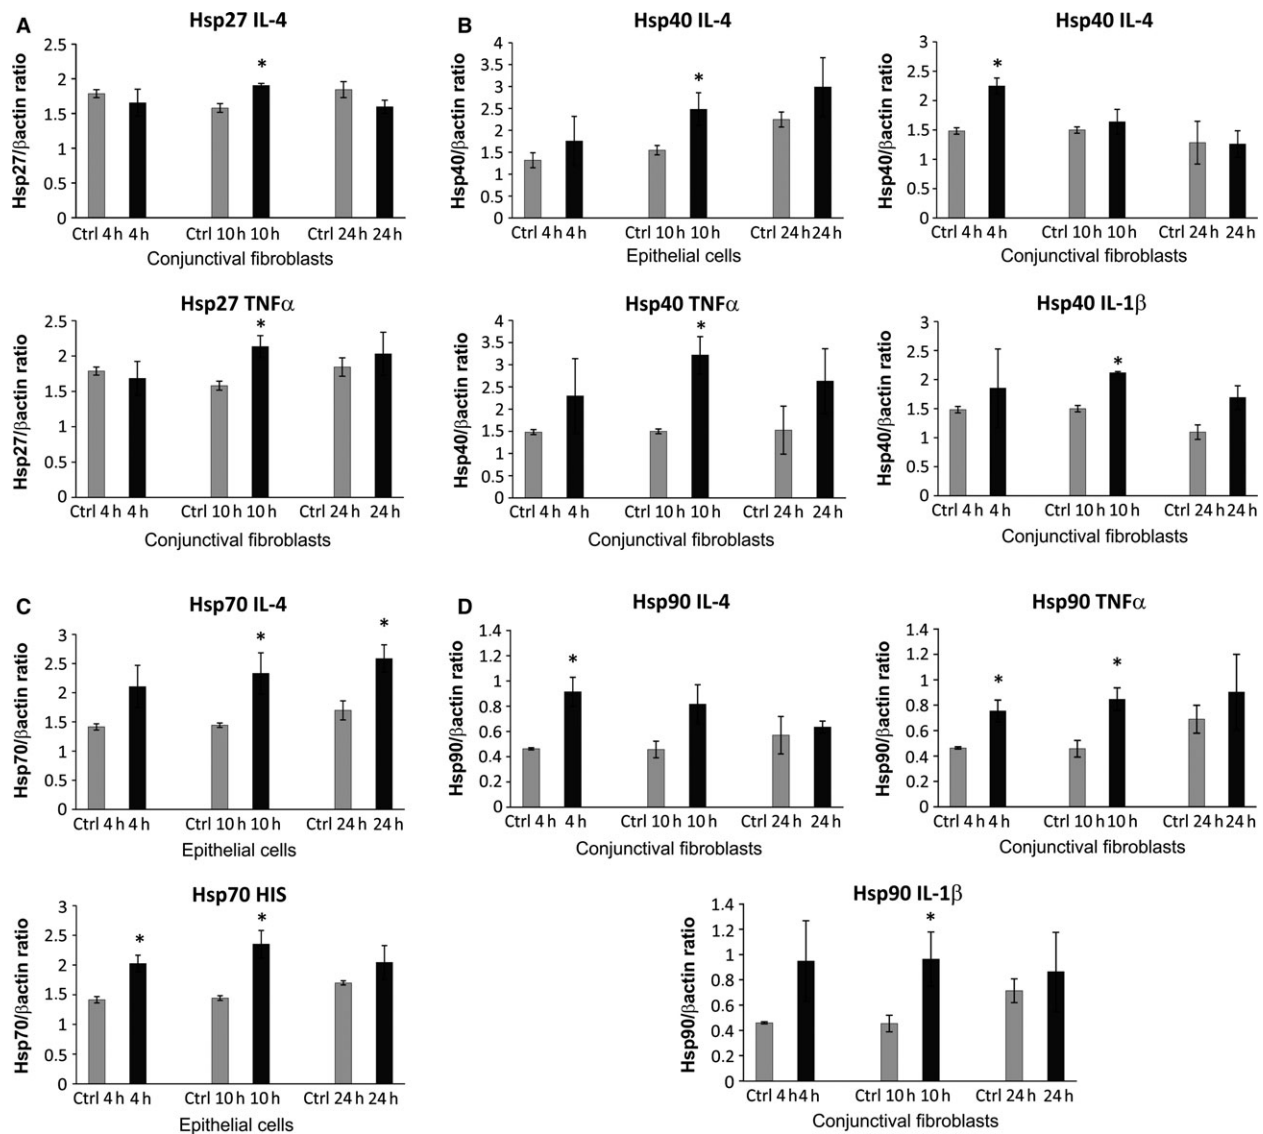 A
Hsp27 IL-4
Hsp27/βactin ratio
2.5
2
1.5
1
0.5
0
*
Ctrl 4 h 4 h Ctrl 10 h 10 h Ctrl 24 h 24 h
Conjunctival fibroblasts
Hsp27 TNFα
Hsp27/βactin ratio
2.5
2
1.5
1
0.5
0
*
Ctrl 4 h 4 h Ctrl 10 h 10 h Ctrl 24 h 24 h
Conjunctival fibroblasts
B
Hsp40 IL-4
Hsp40/βactin ratio
4
3.5
3
2.5
2
1.5
1
0.5
0
*
Ctrl 4 h 4 h Ctrl 10 h 10 h Ctrl 24 h 24 h
Epithelial cells
Hsp40 IL-4
Hsp40/βactin ratio
3
2.5
2
1.5
1
0.5
0
*
Ctrl 4 h 4 h Ctrl 10 h 10 h Ctrl 24 h 24 h
Conjunctival fibroblasts
Hsp40 TNFα
Hsp40/βactin ratio
4
3.5
3
2.5
2
1.5
1
0.5
0
*
Ctrl 4 h 4 h Ctrl 10 h 10 h Ctrl 24 h 24 h
Conjunctival fibroblasts
Hsp40 IL-1β
Hsp40/βactin ratio
3
2.5
2
1.5
1
0.5
0
*
Ctrl 4 h 4 h Ctrl 10 h 10 h Ctrl 24 h 24 h
Conjunctival fibroblasts
C
Hsp70 IL-4
Hsp70/βactin ratio
3
2.5
2
1.5
1
0.5
0
* *
Ctrl 4 h 4 h Ctrl 10 h 10 h Ctrl 24 h 24 h
Epithelial cells
Hsp70 HIS
Hsp70/βactin ratio
3
2.5
2
1.5
1
0.5
0
* *
Ctrl 4 h 4 h Ctrl 10 h 10 h Ctrl 24 h 24 h
Epithelial cells
D
Hsp90 IL-4
Hsp90/βactin ratio
1.4
1.2
1
0.8
0.6
0.4
0.2
0
*
Ctrl 4 h 4 h Ctrl 10 h 10 h Ctrl 24 h 24 h
Conjunctival fibroblasts
Hsp90 TNFα
Hsp90/βactin ratio
1.4
1.2
1
0.8
0.6
0.4
0.2
0
* *
Ctrl 4 h 4 h Ctrl 10 h 10 h Ctrl 24 h 24 h
Conjunctival fibroblasts
Hsp90 IL-1β
Hsp90/βactin ratio
1.4
1.2
1
0.8
0.6
0.4
0.2
0
*
Ctrl 4 h 4 h Ctrl 10 h 10 h Ctrl 24 h 24 h
Conjunctival fibroblasts